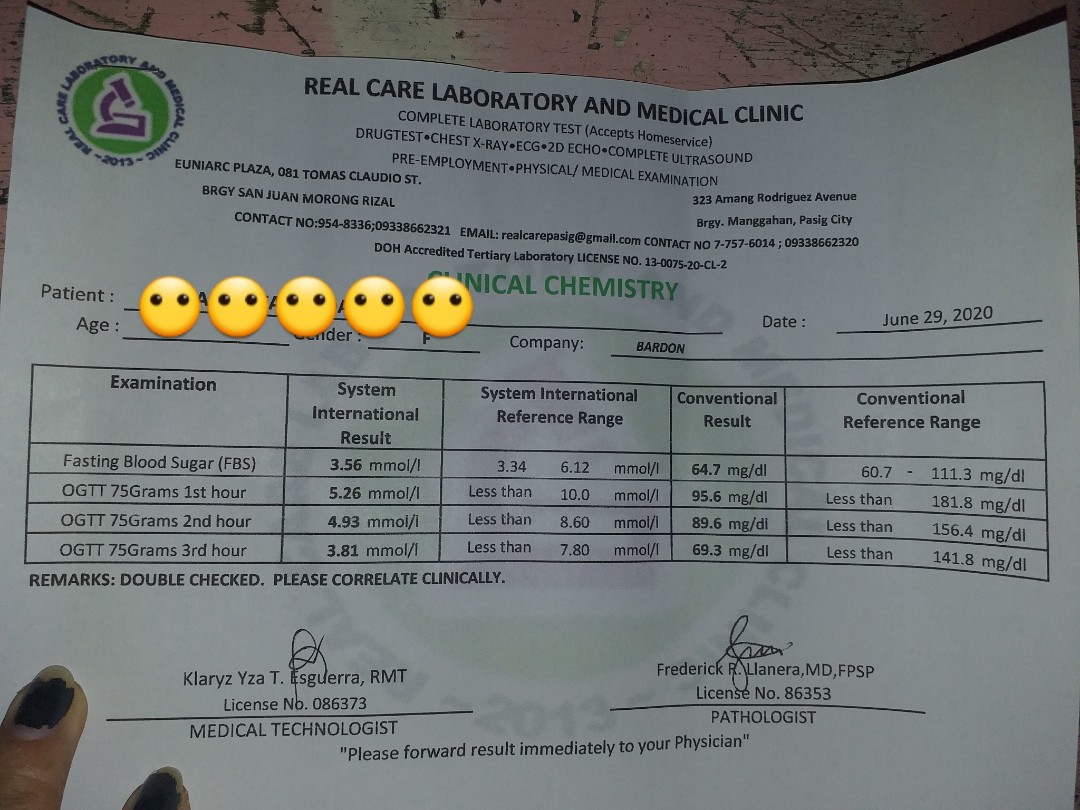 REAL CARE LABORATORY AND MEDICAL CLINIC
REAL CARE LABORATORY AND MEDICAL CLINIC
~ 2013 ~
COMPLETE LABORATORY TEST (Accepts Homeservice)
DRUGTEST•CHEST X-RAY•ECG•2D ECHO•COMPLETE ULTRASOUND
PRE-EMPLOYMENT•PHYSICAL/ MEDICAL EXAMINATION
EUNIARC PLAZA, 081 TOMAS CLAUDIO ST.
BRGY SAN JUAN MORONG RIZAL
323 Amang Rodriguez Avenue
Brgy. Manggahan, Pasig City
CONTACT NO:954-8336;09338662321 EMAIL: realcarepasig@gmail.com CONTACT NO 7-757-6014 ; 09338662320
DOH Accredited Tertiary Laboratory LICENSE NO. 13-0075-20-CL-2
CLINICAL CHEMISTRY
Patient :
Date : June 29, 2020
Age : Gender : F Company: BARDON
Examination System International Result System International Reference Range Conventional Result Conventional Reference Range
Fasting Blood Sugar (FBS) 3.56 mmol/l 3.34 6.12 mmol/l 64.7 mg/dl 60.7 - 111.3 mg/dl
OGTT 75Grams 1st hour 5.26 mmol/l Less than 10.0 mmol/l 95.6 mg/dl Less than 181.8 mg/dl
OGTT 75Grams 2nd hour 4.93 mmol/l Less than 8.60 mmol/l 89.6 mg/dl Less than 156.4 mg/dl
OGTT 75Grams 3rd hour 3.81 mmol/l Less than 7.80 mmol/l 69.3 mg/dl Less than 141.8 mg/dl
REMARKS: DOUBLE CHECKED. PLEASE CORRELATE CLINICALLY.
Klaryz Yza T. Esguerra, RMT
License No. 086373
MEDICAL TECHNOLOGIST
Frederick R. Llanera,MD,FPSP
License No. 86353
PATHOLOGIST
"Please forward result immediately to your Physician"
~ 2013